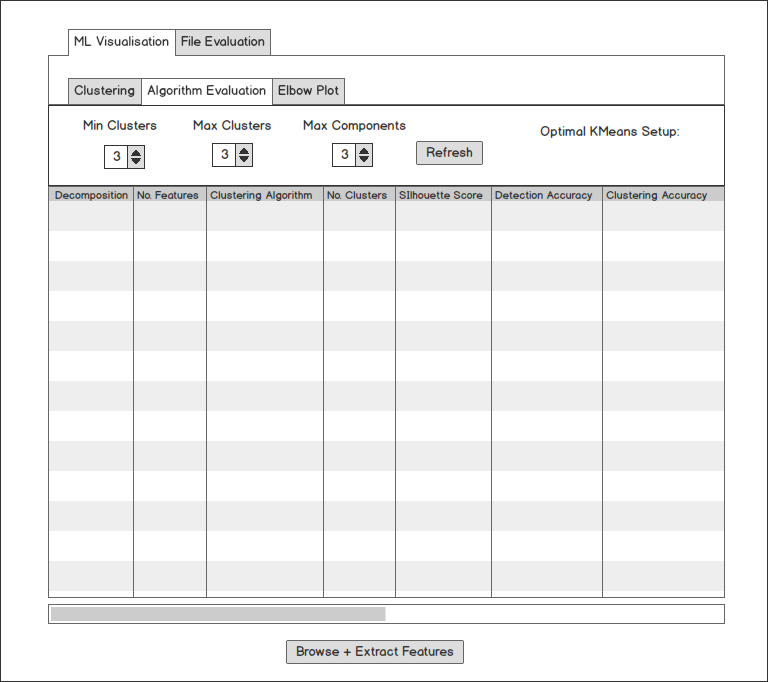 ML Visualisation File Evaluation
Clustering Algorithm Evaluation Elbow Plot
Min Clusters Max Clusters Max Components
Optimal KMeans Setup:
3 3 3 Refresh
Decomposition No. Features Clustering Algorithm No. Clusters SIlhouette Score Detection Accuracy Clustering Accuracy
Browse + Extract Features